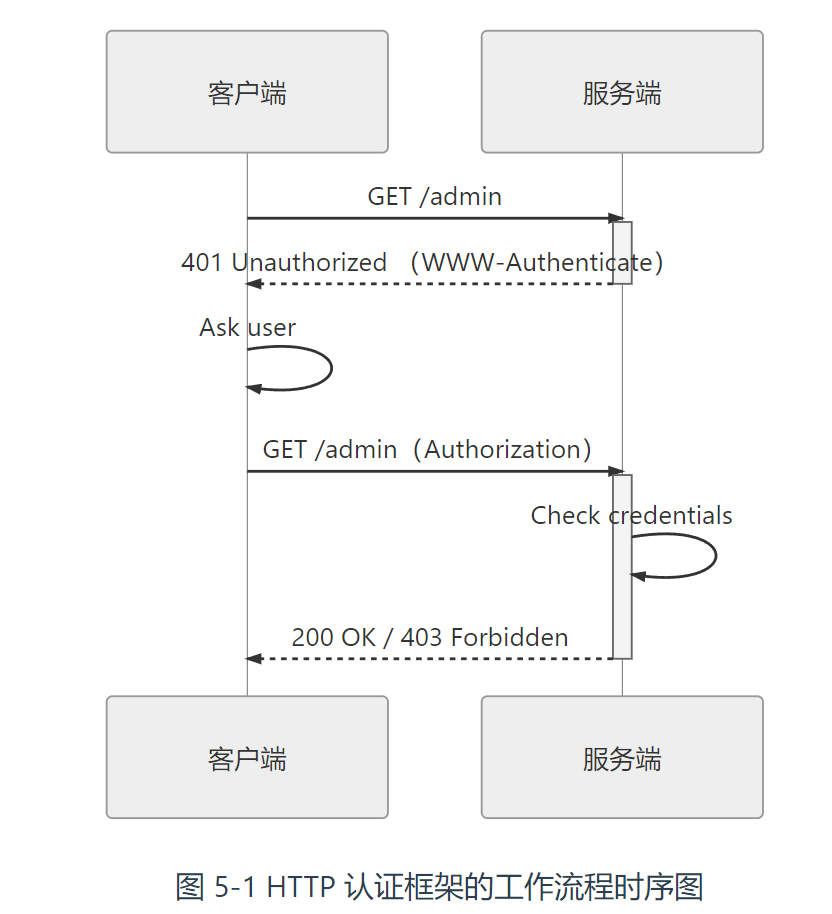 客户端 服务端
GET /admin
401 Unauthorized （WWW-Authenticate）
Ask user
GET /admin（Authorization）
Check credentials
200 OK / 403 Forbidden
客户端 服务端
图 5-1 HTTP 认证框架的工作流程时序图